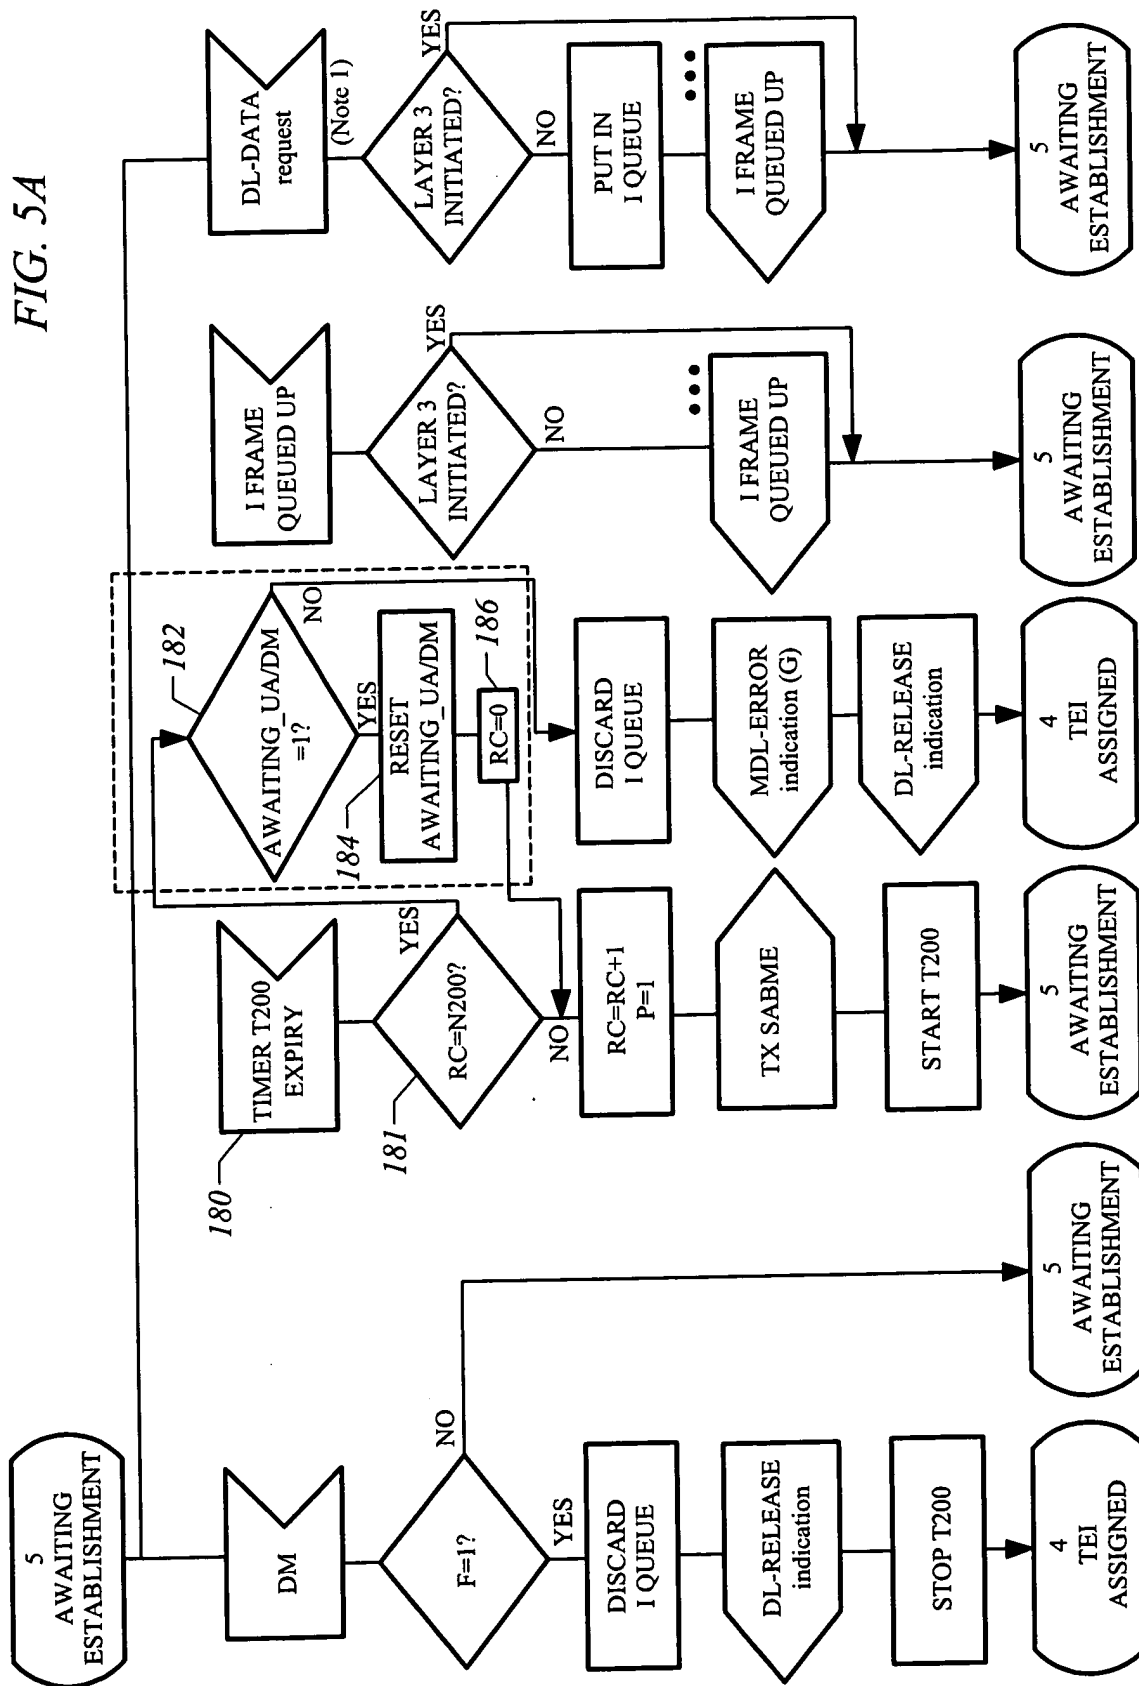 FIG. 5A
5
AWAITING
ESTABLISHMENT
DM
F=1?
NO
YES
DISCARD
I QUEUE
DL-RELEASE
indication
STOP T200
4
TEI
ASSIGNED
5
AWAITING
ESTABLISHMENT
180
TIMER T200
EXPIRY
181
RC=N200?
YES
NO
RC=RC+1
P=1
TX SABME
START T200
5
AWAITING
ESTABLISHMENT
182
AWAITING_UA/DM
=1?
NO
YES
184
RESET
AWAITING_UA/DM
186
RC=0
DISCARD
I QUEUE
MDL-ERROR
indication (G)
DL-RELEASE
indication
4
TEI
ASSIGNED
I FRAME
QUEUED UP
LAYER 3
INITIATED?
YES
NO
I FRAME
QUEUED UP
5
AWAITING
ESTABLISHMENT
DL-DATA
request
(Note 1)
LAYER 3
INITIATED?
YES
NO
PUT IN
I QUEUE
I FRAME
QUEUED UP
5
AWAITING
ESTABLISHMENT